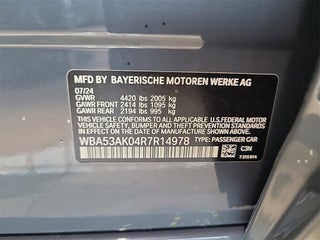 MFD BY BAYERISCHE MOTOREN WERKE AG
07/24
GVWR 4420 lbs 2005 kg
GAWR FRONT 2414 lbs 1095 kg
GAWR REAR 2194 lbs 995 kg
THIS VEHICLE CONFORMS TO ALL APPLICABLE
U.S. FEDERAL MOTOR VEHICLE SAFETY, BUMPER,
AND THEFT PREVENTION STANDARDS IN EFFECT
ON THE DATE OF MANUFACTURE SHOWN ABOVE.
WBA53AK04R7R14978 TYPE: PASSENGER CAR
C3N